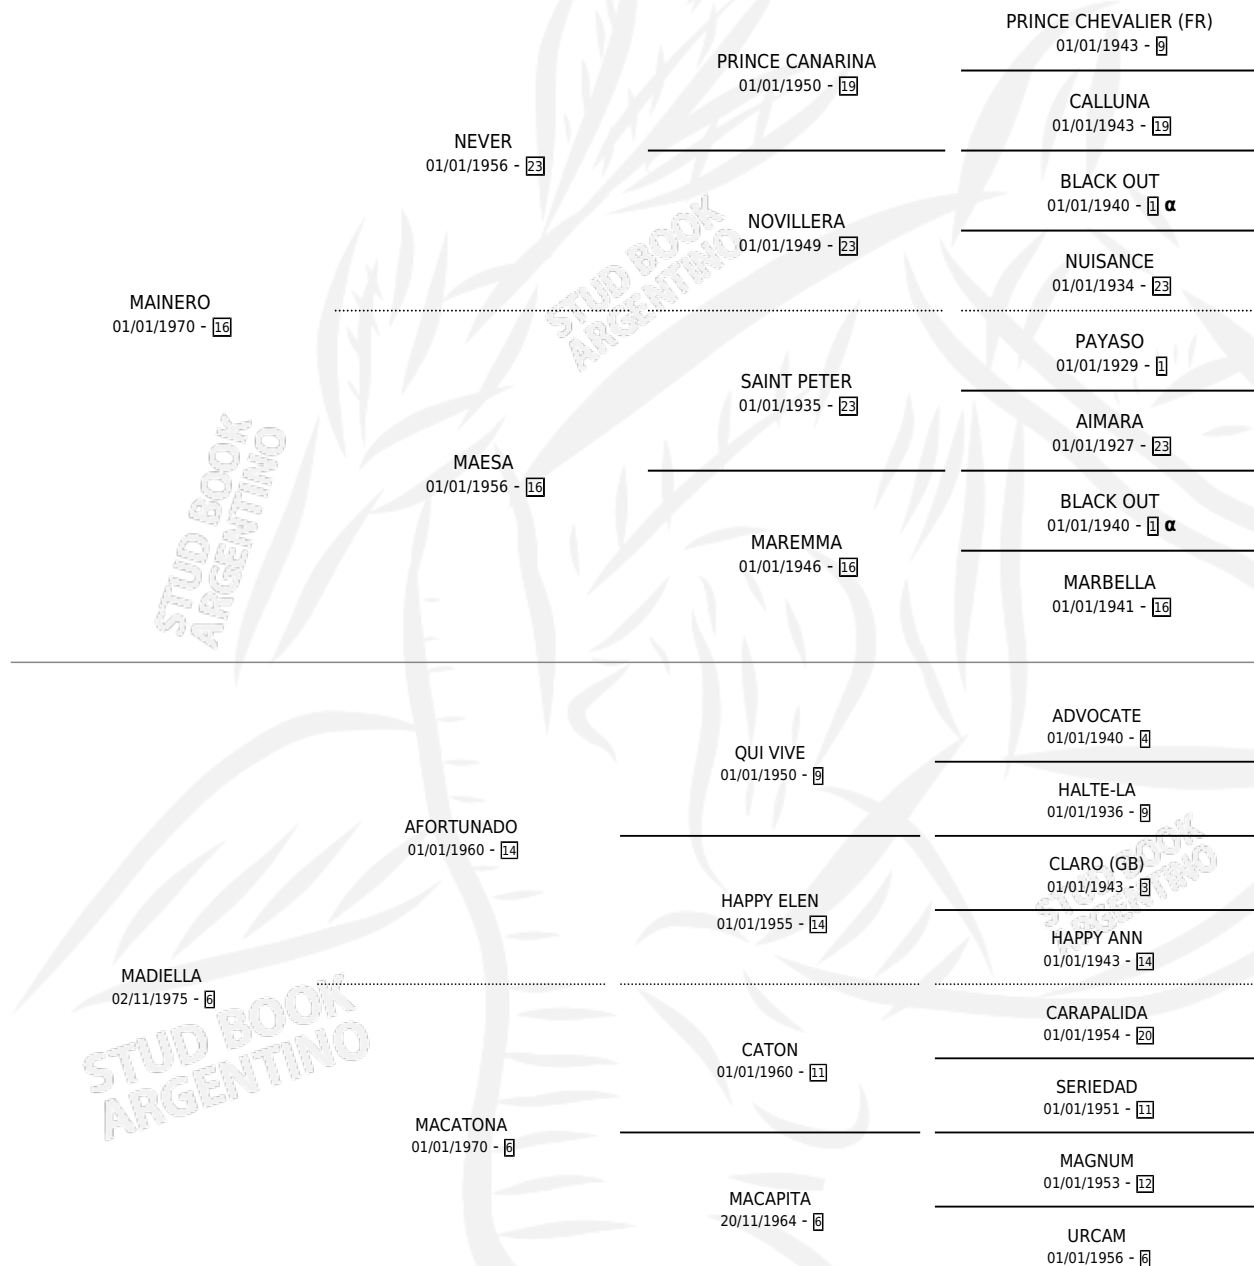 PRINCE CHEVALIER (FR)
01/01/1943 - 9
PRINCE CANARINA
01/01/1950 - 19
CALLUNA
01/01/1943 - 19
NEVER
01/01/1956 - 23
BLACK OUT
01/01/1940 - 1 α
NOVILLERA
01/01/1949 - 23
NUISANCE
01/01/1934 - 23
MAINERO
01/01/1970 - 16
PAYASO
01/01/1929 - 1
SAINT PETER
01/01/1935 - 23
AIMARA
01/01/1927 - 23
MAESA
01/01/1956 - 16
BLACK OUT
01/01/1940 - 1 α
MAREMMA
01/01/1946 - 16
MARBELLA
01/01/1941 - 16
ADVOCATE
01/01/1940 - 4
QUI VIVE
01/01/1950 - 9
HALTE-LA
01/01/1936 - 9
AFORTUNADO
01/01/1960 - 14
CLARO (GB)
01/01/1943 - 3
HAPPY ELEN
01/01/1955 - 14
HAPPY ANN
01/01/1943 - 14
MADIELLA
02/11/1975 - 6
CARAPALIDA
01/01/1954 - 20
CATON
01/01/1960 - 11
SERIEDAD
01/01/1951 - 11
MACATONA
01/01/1970 - 6
MAGNUM
01/01/1953 - 12
MACAPITA
20/11/1964 - 6
URCAM
01/01/1956 - 6
STUD BOOK
ARGENTINO
STUD BOOK
ARGENTINO
STUD BOOK
ARGENTINO
STUD BOOK
ARGENTINO